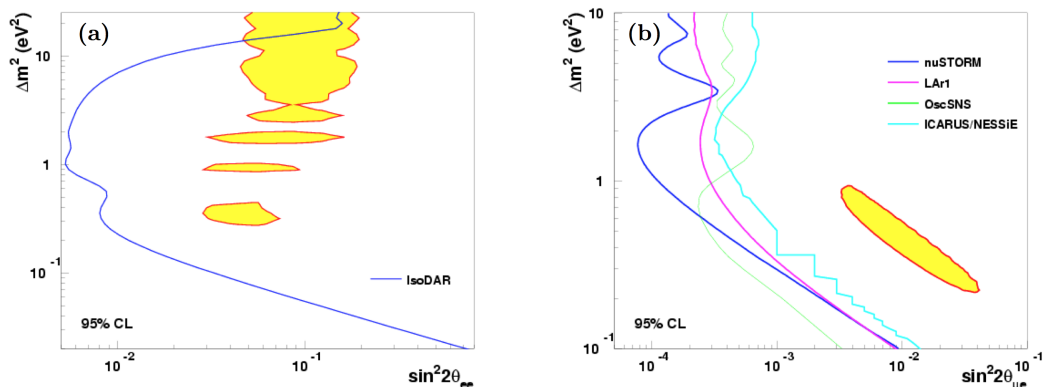 (a)
Δm² (eV²)
10
1
10⁻¹
IsoDAR
95% CL
10⁻²
10⁻¹
sin²2θee
(b)
Δm² (eV²)
10
1
10⁻¹
nuSTORM
LAr1
OscSNS
ICARUS/NESSiE
95% CL
10⁻⁴
10⁻³
10⁻²
10⁻¹
sin²2θμe